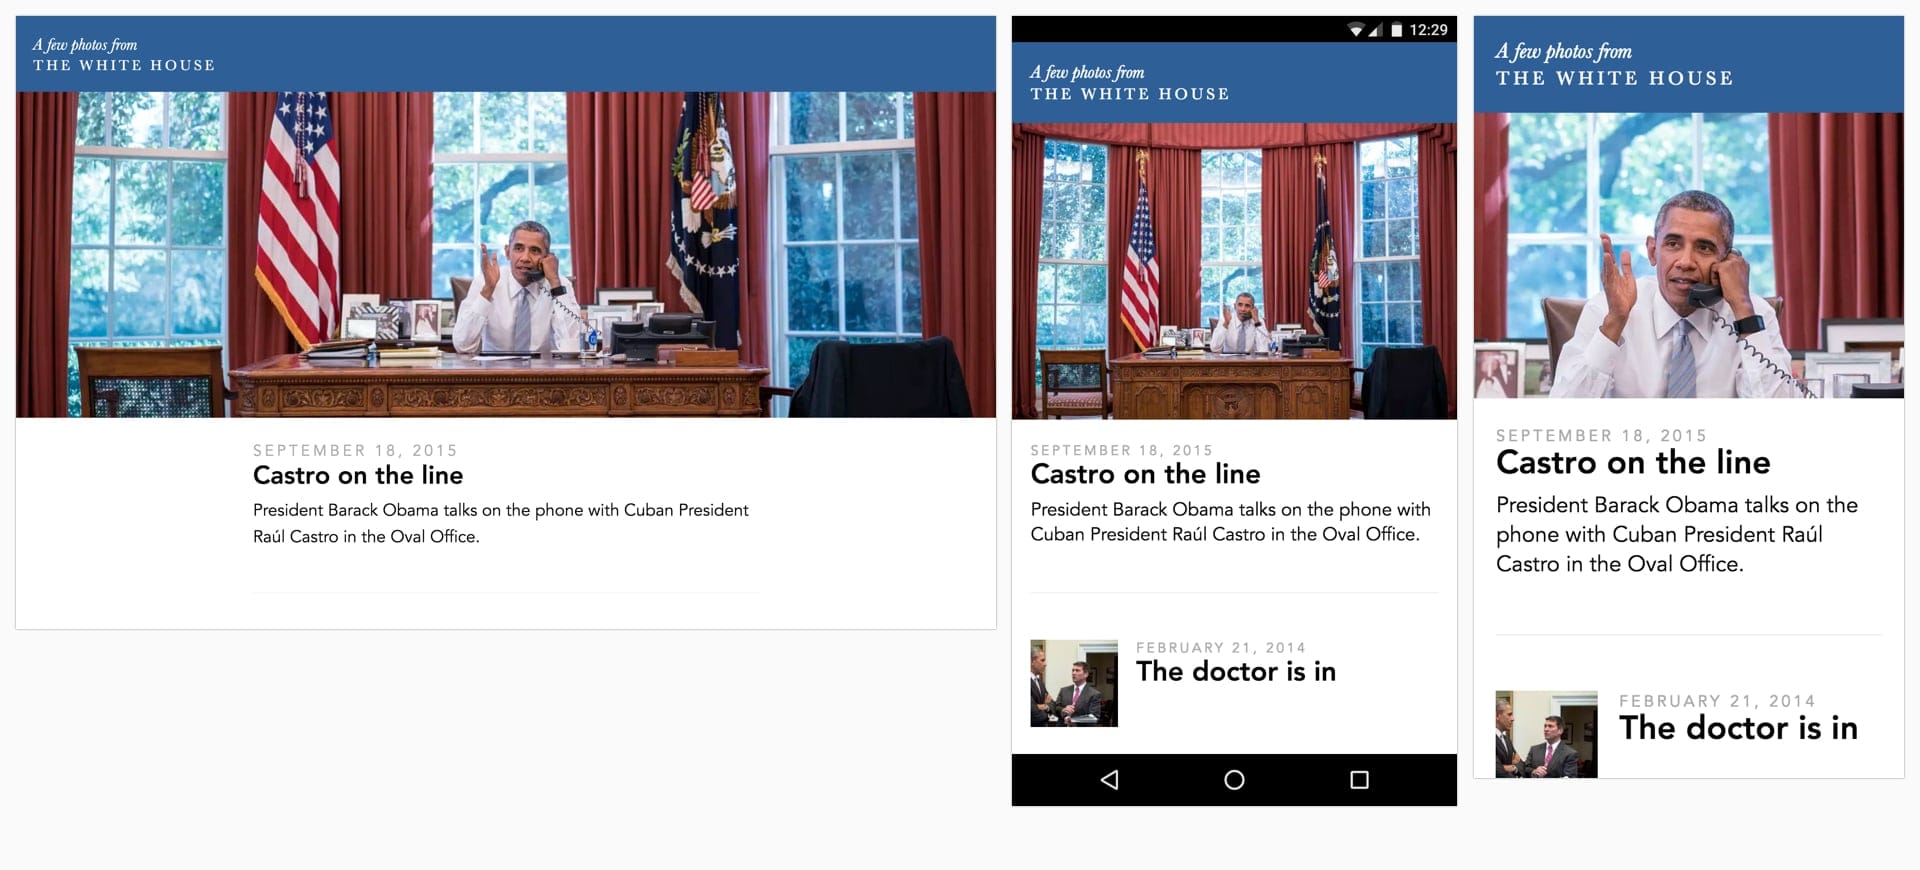 A few photos from
THE WHITE HOUSE
SEPTEMBER 18, 2015
Castro on the line
President Barack Obama talks on the phone with Cuban President
Raúl Castro in the Oval Office.
12:29
A few photos from
THE WHITE HOUSE
SEPTEMBER 18, 2015
Castro on the line
President Barack Obama talks on the phone with
Cuban President Raúl Castro in the Oval Office.
FEBRUARY 21, 2014
The doctor is in
A few photos from
THE WHITE HOUSE
SEPTEMBER 18, 2015
Castro on the line
President Barack Obama talks on the
phone with Cuban President Raúl
Castro in the Oval Office.
FEBRUARY 21, 2014
The doctor is in